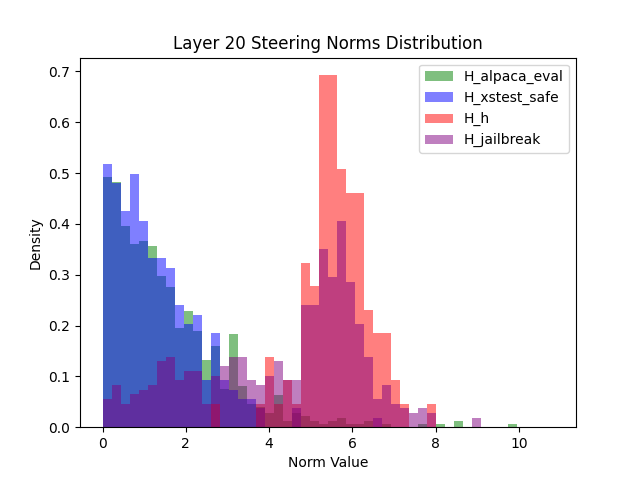 Layer 20 Steering Norms Distribution
H_alpaca_eval
H_xstest_safe
H_h
H_jailbreak
0.7
0.6
0.5
0.4
0.3
0.2
0.1
0.0
Density
0 2 4 6 8 10
Norm Value